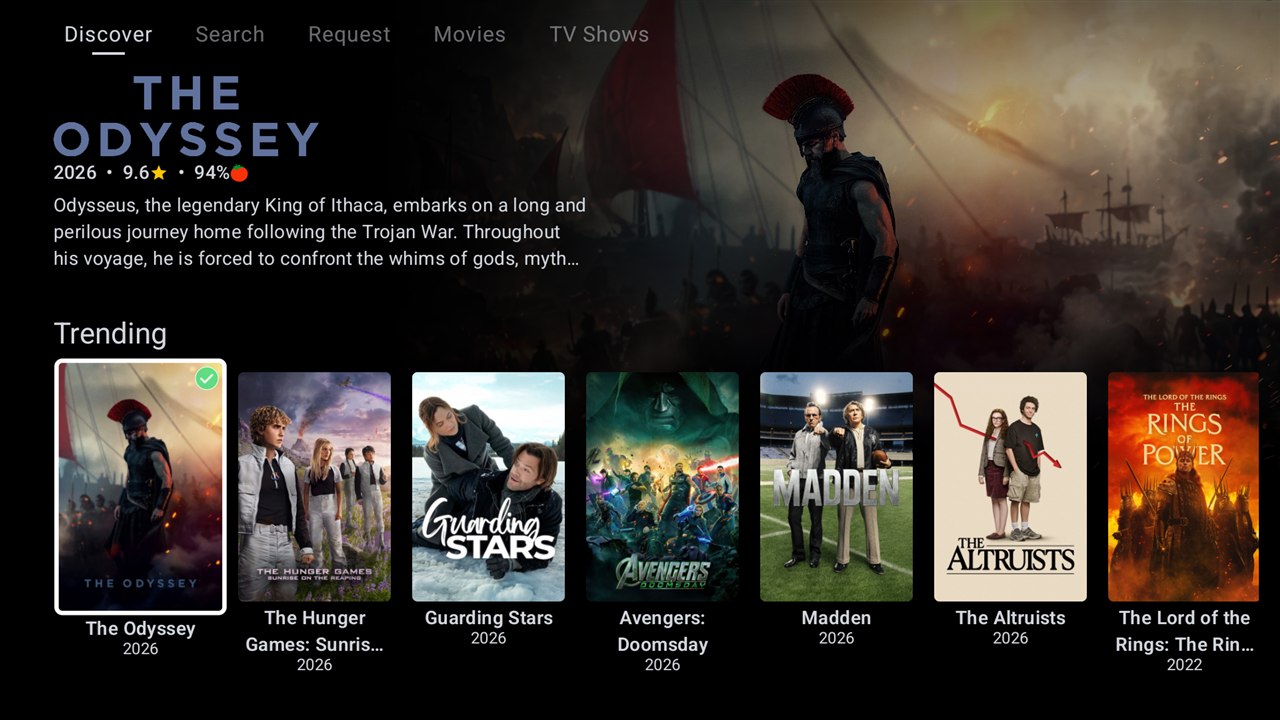 Discover Search Request Movies TV Shows
THE
ODYSSEY
2026 • 9.6⭐ • 94%🍅
Odysseus, the legendary King of Ithaca, embarks on a long and
perilous journey home following the Trojan War. Throughout
his voyage, he is forced to confront the whims of gods, myth…
Trending
THE ODYSSEY
THE HUNGER GAMES
SUNRISE ON THE REAPING
Guarding
STARS
AVENGERS
DOOMSDAY
MADDEN
THE
ALTRUISTS
THE LORD OF THE RINGS
THE
RINGS
OF
POWER
The Odyssey
2026
The Hunger
Games: Sunris…
2026
Guarding Stars
2026
Avengers:
Doomsday
2026
Madden
2026
The Altruists
2026
The Lord of the
Rings: The Rin…
2022